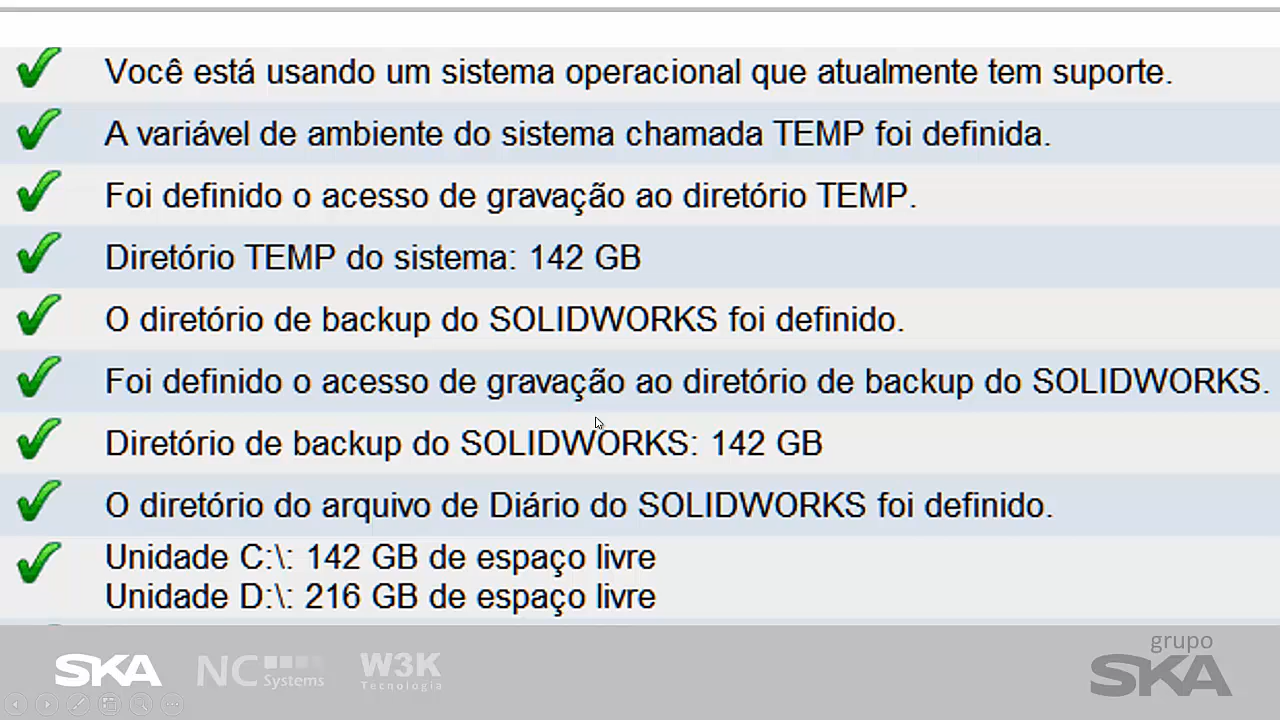 Você está usando um sistema operacional que atualmente tem suporte.
A variável de ambiente do sistema chamada TEMP foi definida.
Foi definido o acesso de gravação ao diretório TEMP.
Diretório TEMP do sistema: 142 GB
O diretório de backup do SOLIDWORKS foi definido.
Foi definido o acesso de gravação ao diretório de backup do SOLIDWORKS.
Diretório de backup do SOLIDWORKS: 142 GB
O diretório do arquivo de Diário do SOLIDWORKS foi definido.
Unidade C:\: 142 GB de espaço livre
Unidade D:\: 216 GB de espaço livre
SKA
NC Systems
W3K
Tecnologia
grupo
SKA